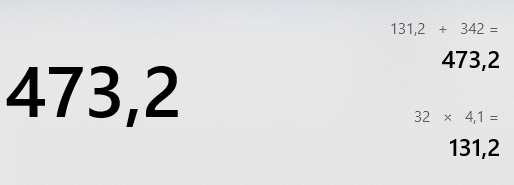 473,2
131,2 + 342 =
473,2
32 × 4,1 =
131,2